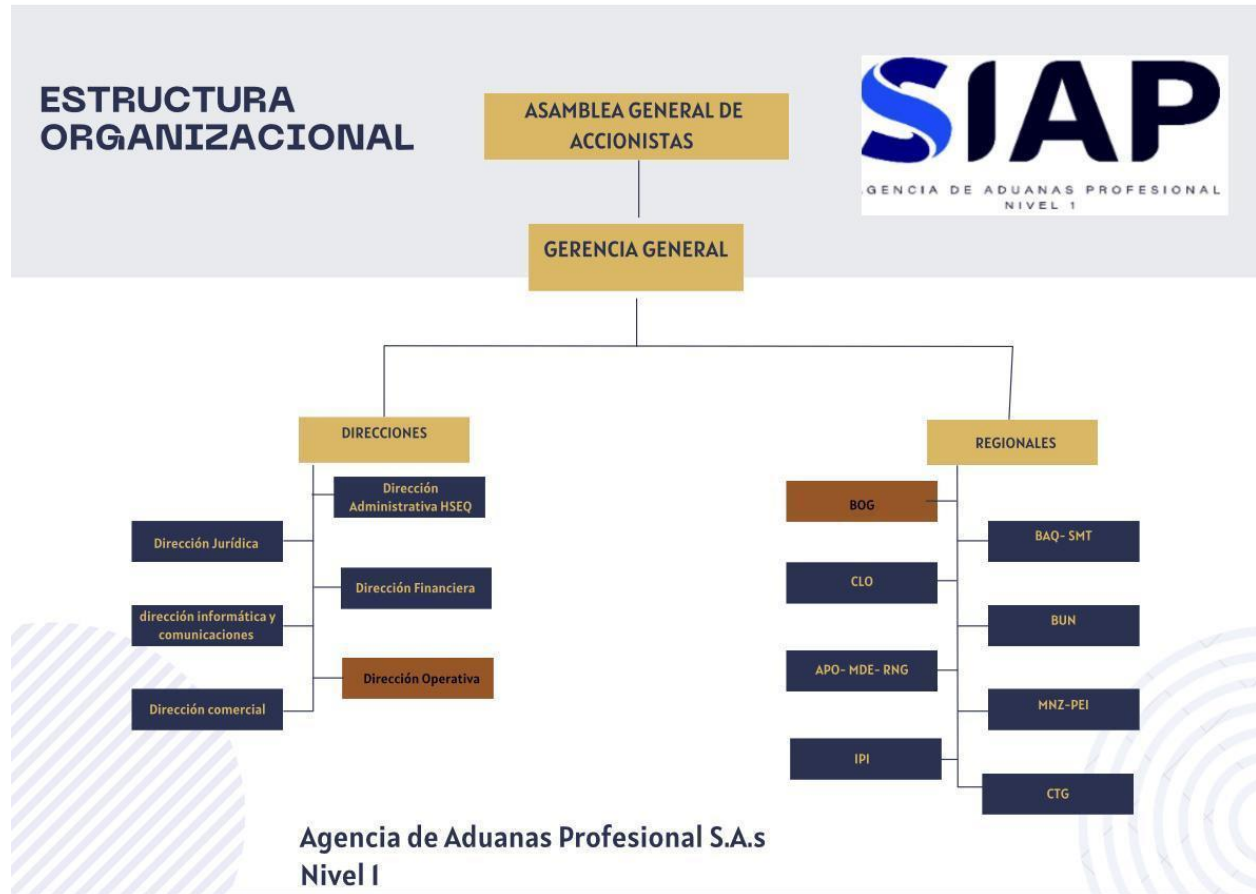 ESTRUCTURA
ORGANIZACIONAL
ASAMBLEA GENERAL DE
ACCIONISTAS
SIAP
AGENCIA DE ADUANAS PROFESIONAL
NIVEL 1
GERENCIA GENERAL
DIRECCIONES
Dirección
Administrativa HSEQ
Dirección Jurídica
Dirección Financiera
dirección informática y
comunicaciones
Dirección Operativa
Dirección comercial
REGIONALES
BOG
BAQ- SMT
CLO
BUN
APO- MDE- RNG
MNZ-PEI
IPI
CTG
Agencia de Aduanas Profesional S.A.s
Nivel 1